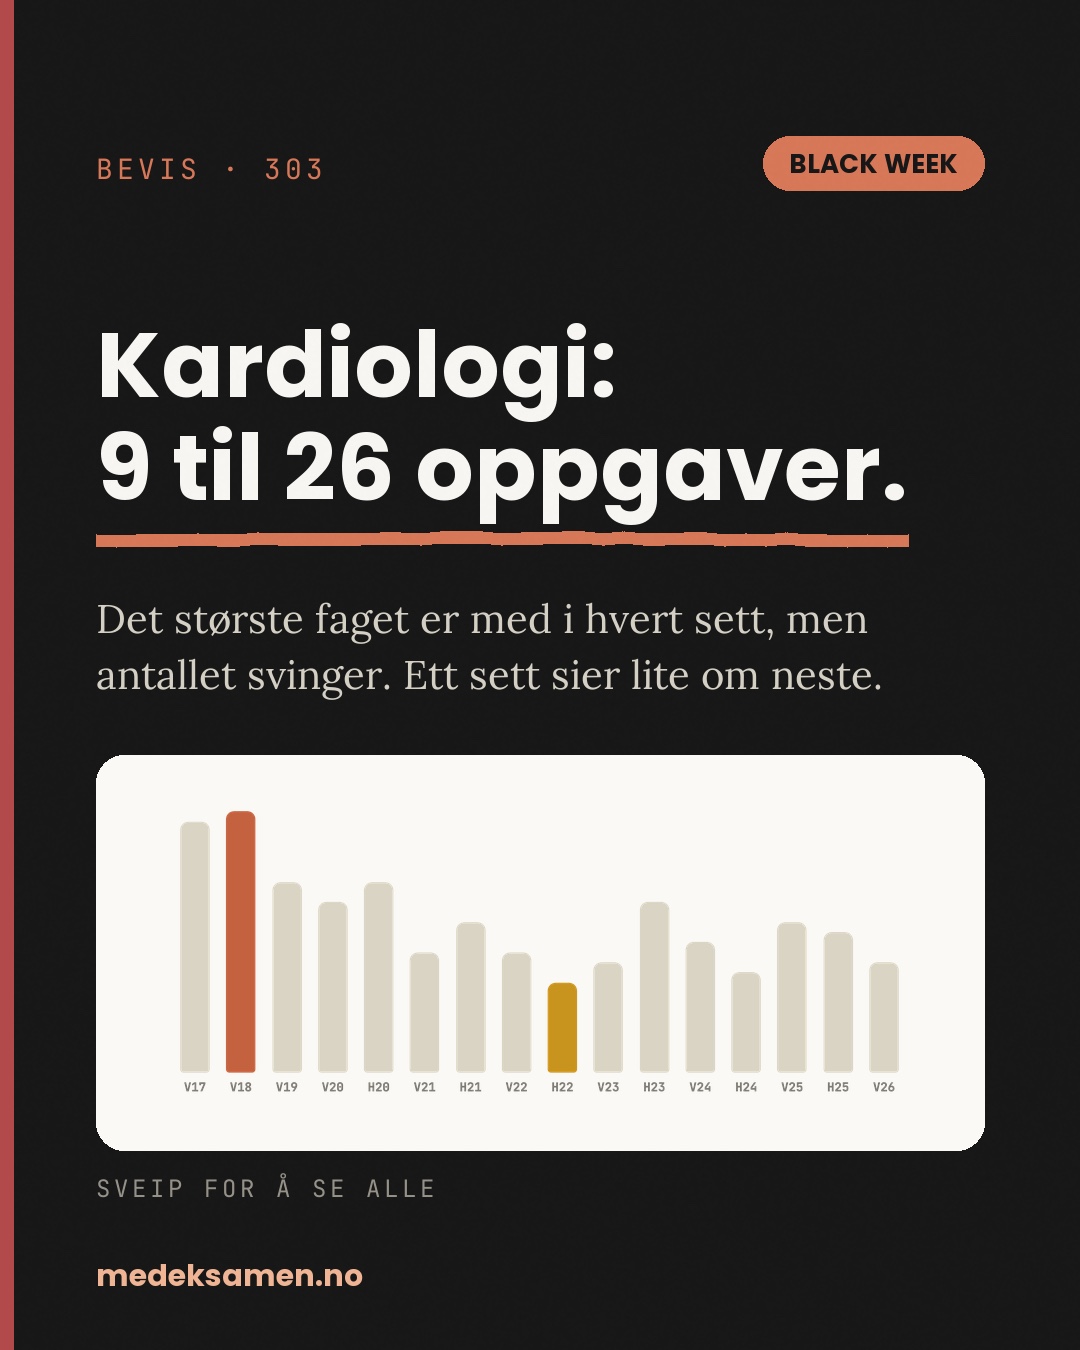 BEVIS · 303
BLACK WEEK
Kardiologi:
9 til 26 oppgaver.
Det største faget er med i hvert sett, men
antallet svinger. Ett sett sier lite om neste.
V17 V18 V19 V20 H20 V21 H21 V22 H22 V23 H23 V24 H24 V25 H25 V26
SVEIP FOR Å SE ALLE
medeksamen.no